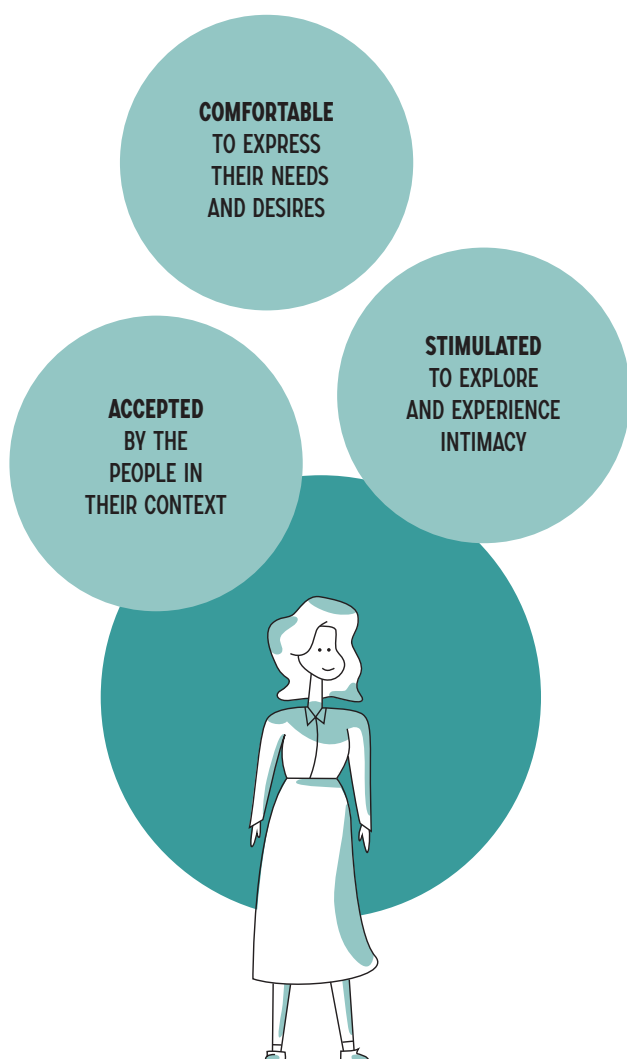 COMFORTABLE
TO EXPRESS
THEIR NEEDS
AND DESIRES
STIMULATED
TO EXPLORE
AND EXPERIENCE
INTIMACY
ACCEPTED
BY THE
PEOPLE IN
THEIR CONTEXT